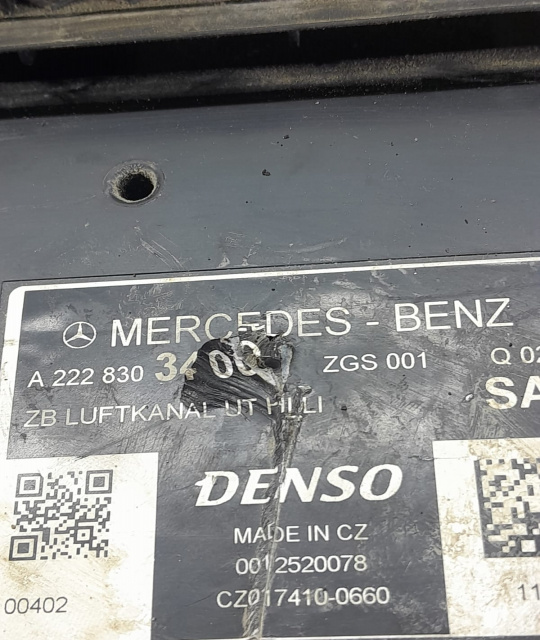 MERCEDES - BENZ
A 222 830 3400 ZGS 001 Q 02
ZB LUFTKANAL UT HI LI SA
DENSO
MADE IN CZ
0012520078
CZ017410-0660
00402 11